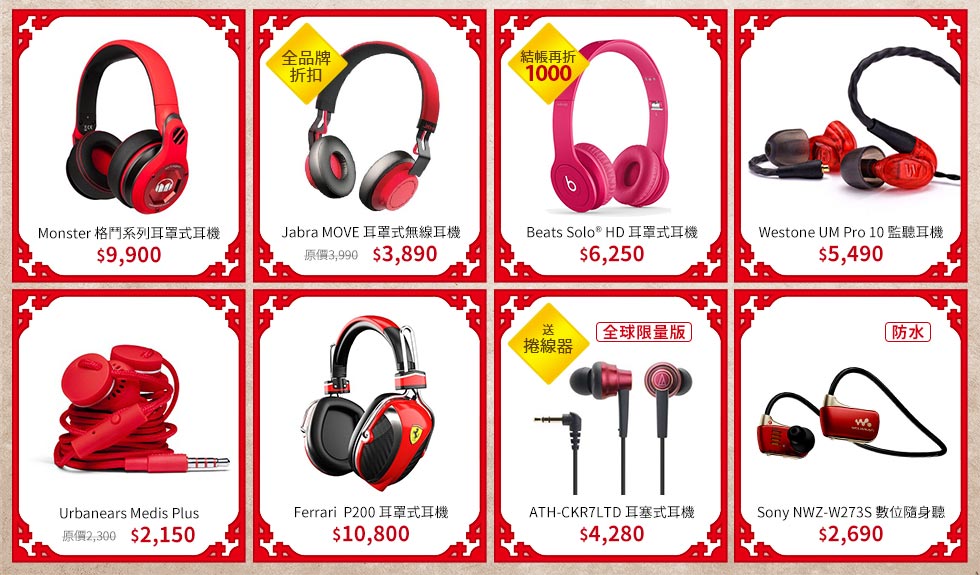 Monster 格鬥系列耳罩式耳機
$9,900
全品牌
折扣
Jabra MOVE 耳罩式無線耳機
原價3,990 $3,890
結帳再折
1000
b
Beats Solo® HD 耳罩式耳機
$6,250
W
Westone UM Pro 10 監聽耳機
$5,490
Urbanears Medis Plus
原價2,300 $2,150
Ferrari P200 耳罩式耳機
$10,800
送
捲線器
全球限量版
ATH-CKR7LTD 耳塞式耳機
$4,280
防水
WALKMAN
Sony NWZ-W273S 數位隨身聽
$2,690